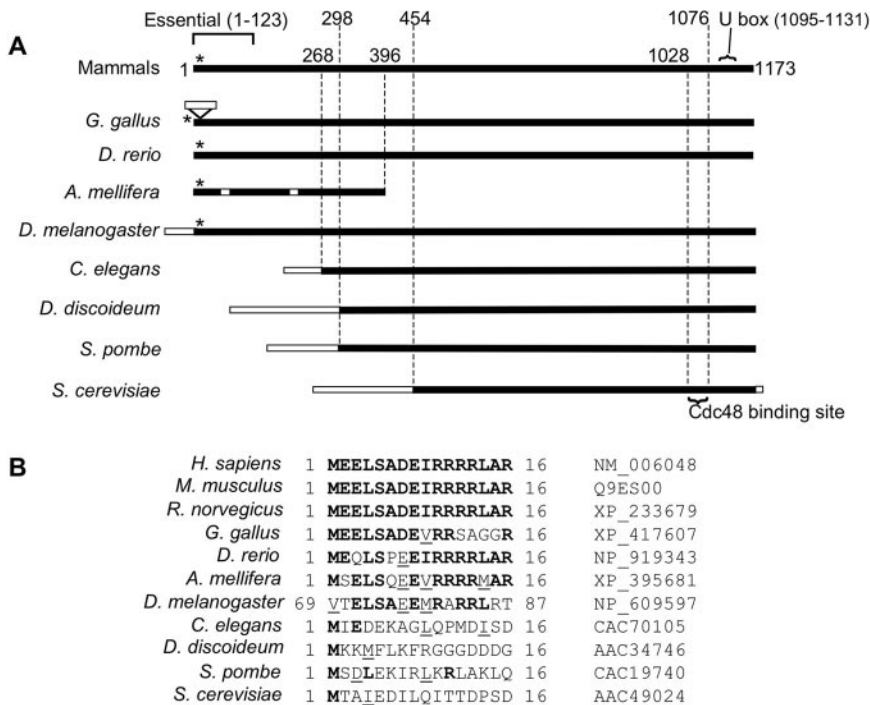 Essential (1-123) 298 454 1076 U box (1095-1131)
A
* 268 396 1028
Mammals 1 1173
* G. gallus
* D. rerio
* A. mellifera
* D. melanogaster
C. elegans
D. discoideum
S. pombe
S. cerevisiae
Cdc48 binding site
B
H. sapiens 1 MEELSADEIRRRRLAR 16 NM_006048
M. musculus 1 MEELSADEIRRRRLAR 16 Q9ES00
R. norvegicus 1 MEELSADEIRRRRLAR 16 XP_233679
G. gallus 1 MEELSADEVRRSAGGR 16 XP_417607
D. rerio 1 MEQLSPEEIRRRRLAR 16 NP_919343
A. mellifera 1 MSELSQEEVRRRRMAR 16 XP_395681
D. melanogaster 69 VTELSAEEMRARRLRT 87 NP_609597
C. elegans 1 MIEDEKAGLQPMDISD 16 CAC70105
D. discoideum 1 MKKMFLKFRGGGDDDG 16 AAC34746
S. pombe 1 MSDLEKIRLKRLAKLQ 16 CAC19740
S. cerevisiae 1 MTAIEDILQITTDPSD 16 AAC49024